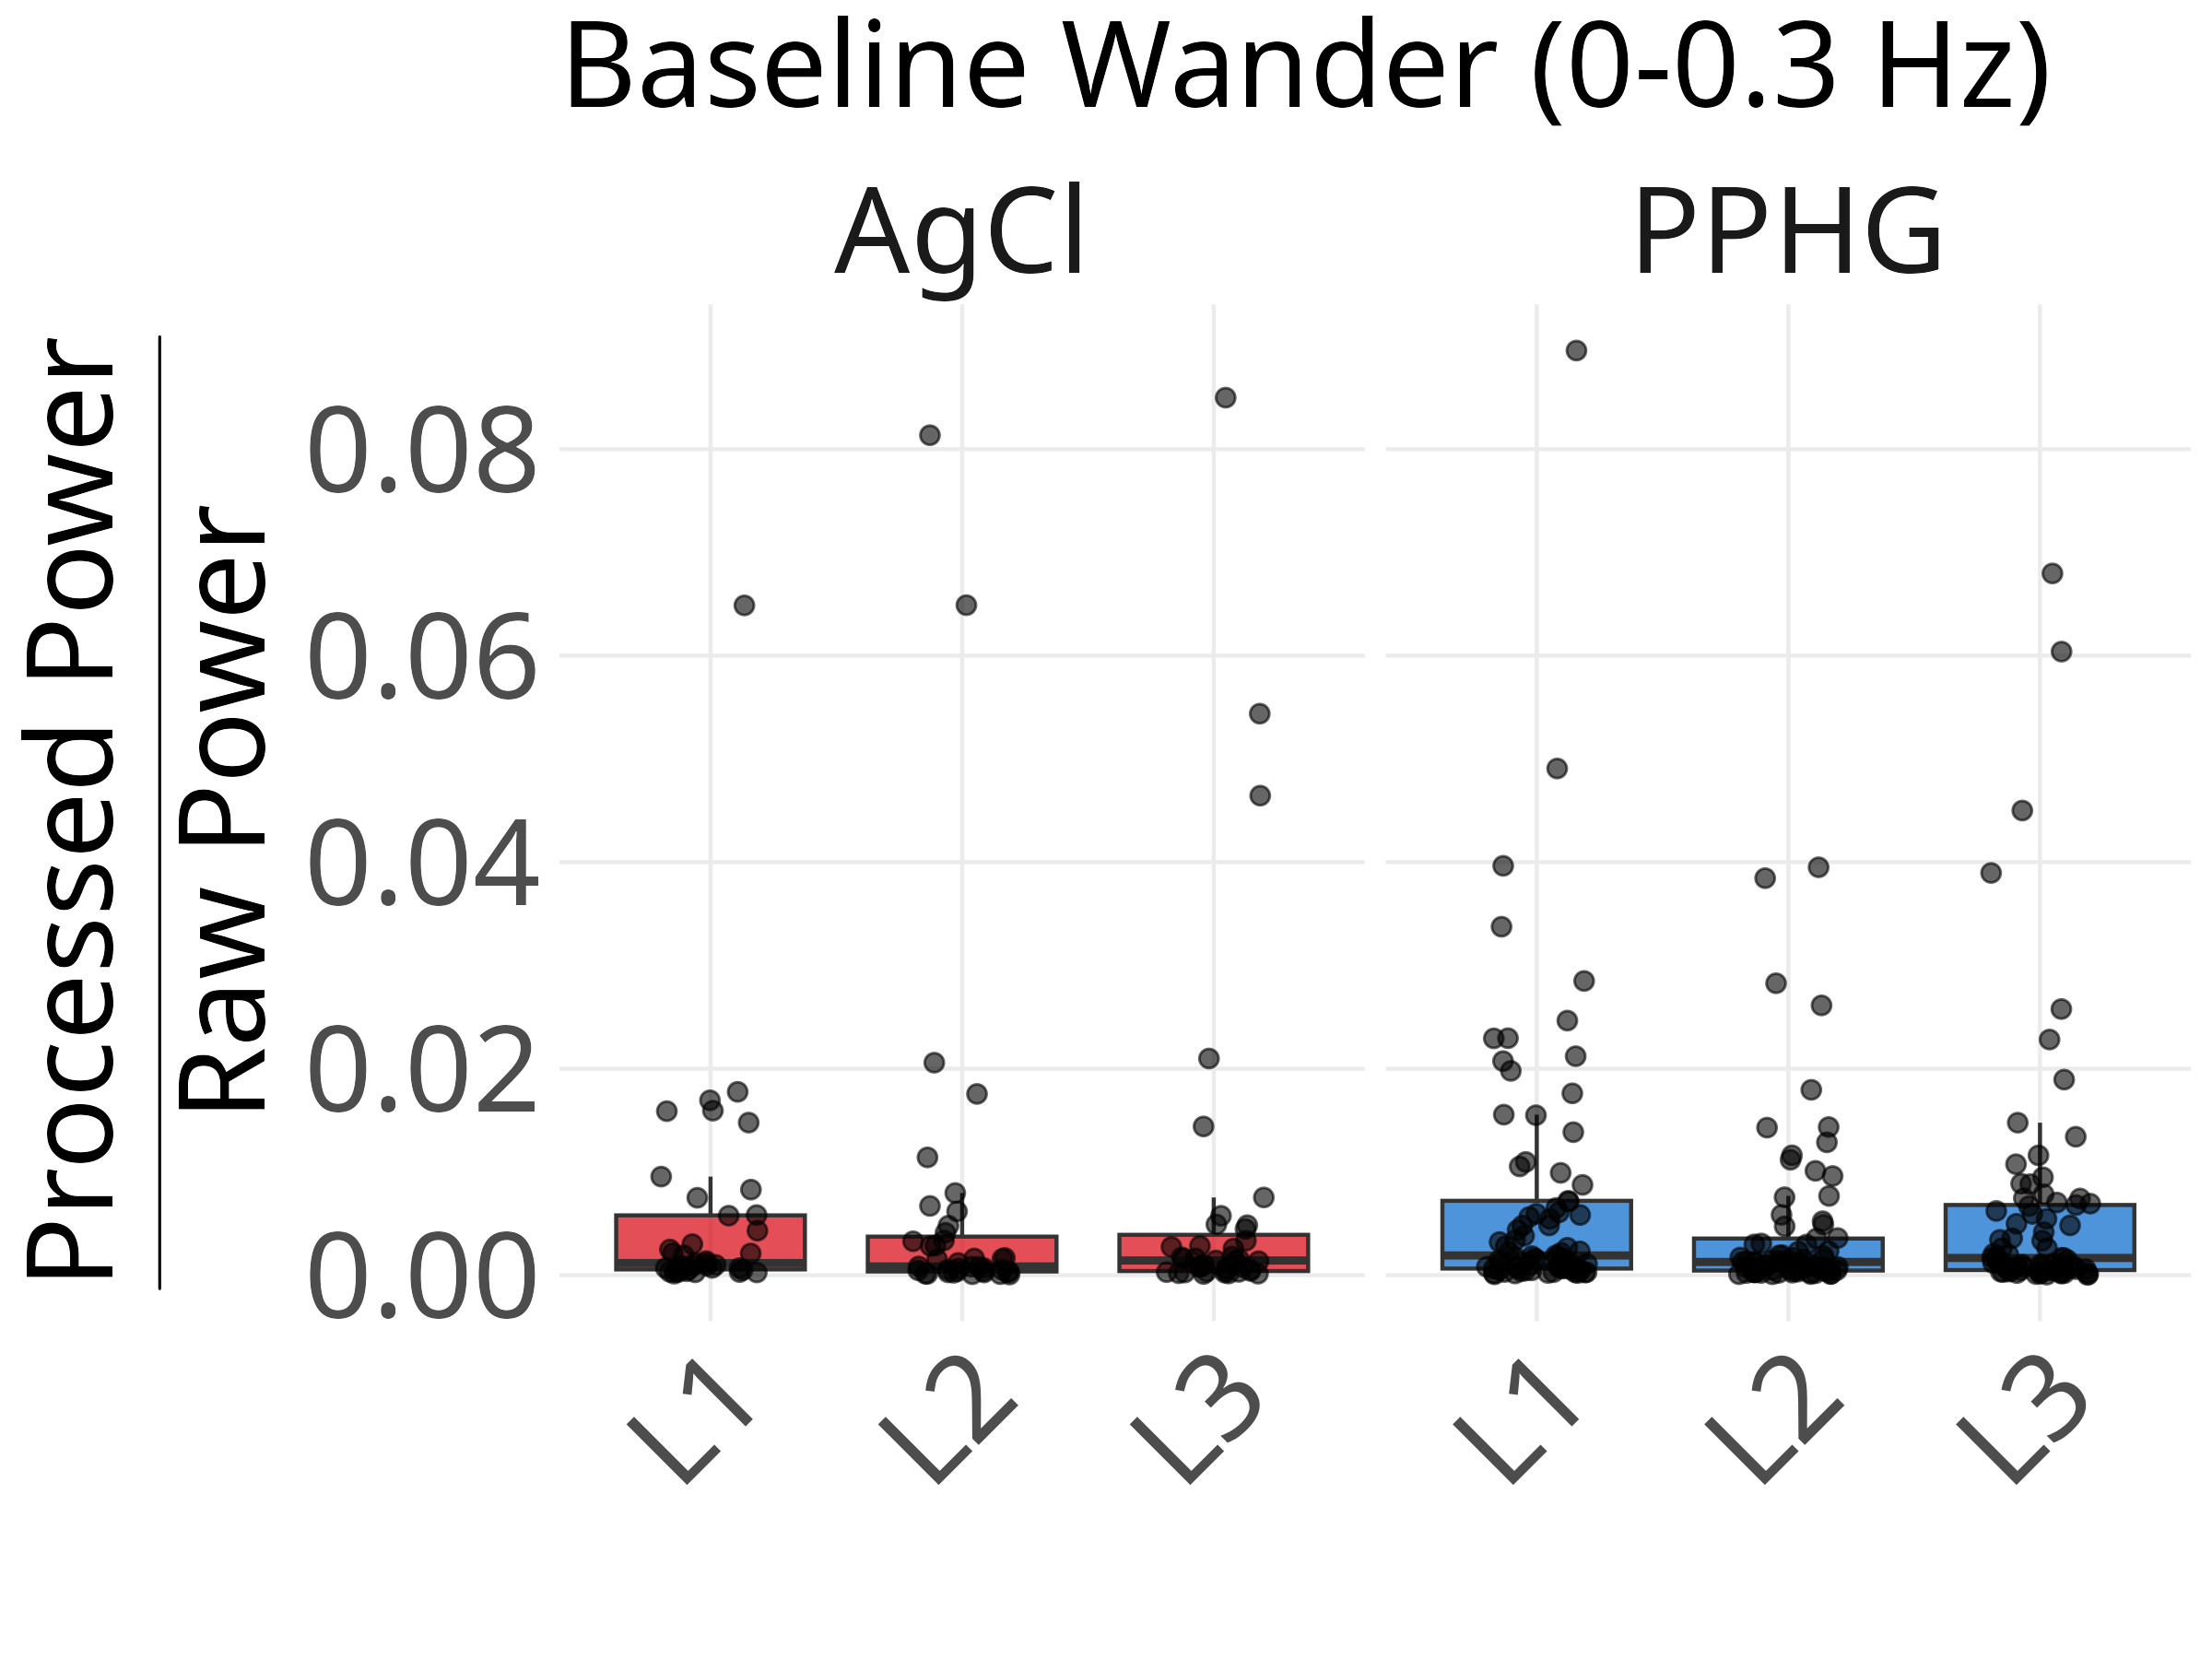 Baseline Wander (0-0.3 Hz)
AgCl
PPHG
Processed Power
Raw Power
0.08
0.06
0.04
0.02
0.00
L1
L2
L3
L1
L2
L3